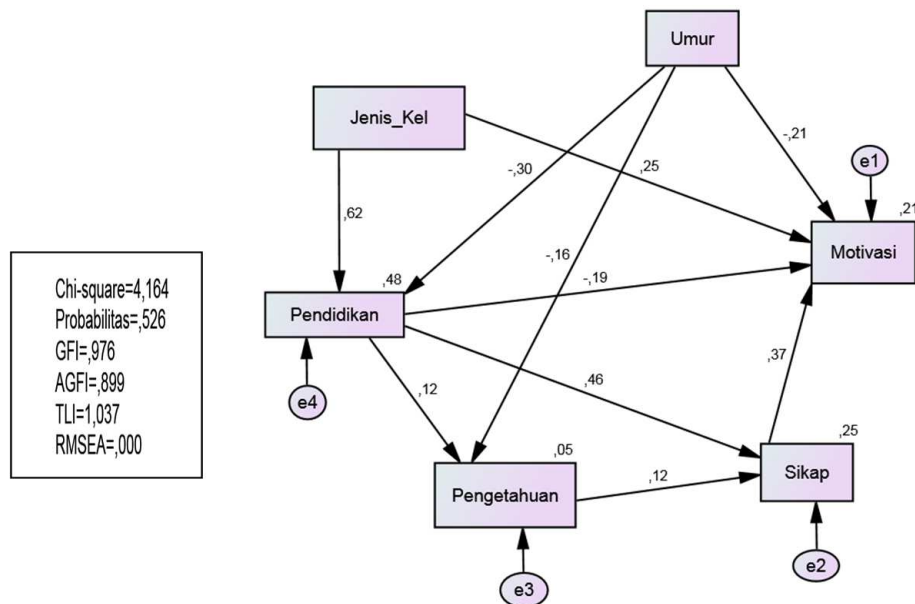 Umur
Jenis_Kel
-,21
e1
-,30
,25
,62
,21
Motivasi
-,16
Chi-square=4,164
Probabilitas=,526
GFI=,976
AGFI=,899
TLI=1,037
RMSEA=,000
,48
-,19
Pendidikan
,37
,46
,12
e4
,25
,05
Sikap
,12
Pengetahuan
e2
e3